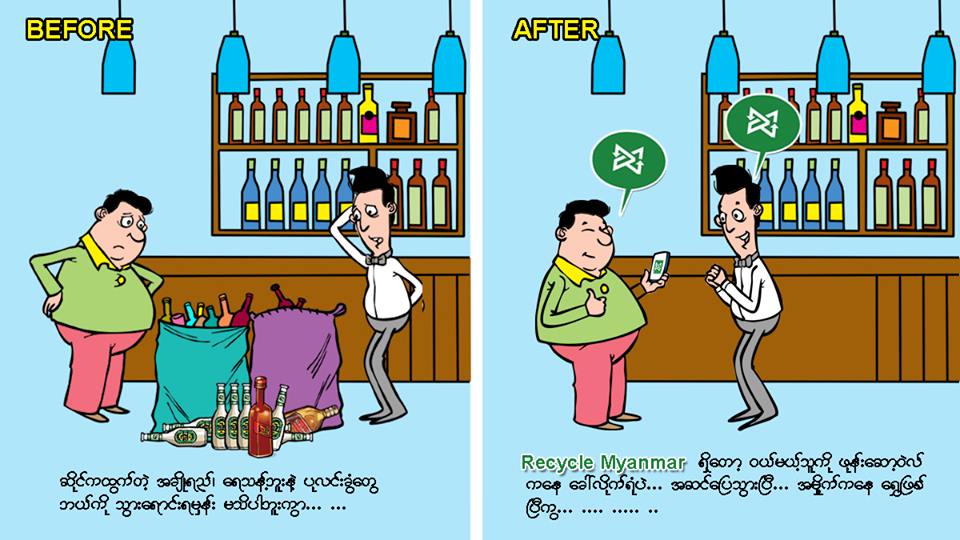 BEFORE
ဆိုင်ကထွက်တဲ့ အချိုရည်၊ ရေသန့်ဘူးနဲ့ ပုလင်းခွံတွေ
ဘယ်ကို သွားရောင်းရမှန်း မသိပါဘူးကွာ... ...
AFTER
Recycle Myanmar ရှိတော့ ဝယ်မယ့်သူကို ဖုန်းဆော့ဝဲလ်
ကနေ ခေါ်လိုက်ရုံပဲ... အဆင်ပြေသွားပြီ... အမှိုက်ကနေ ရွှေဖြစ်
ပြီကွ... .... ..... ..